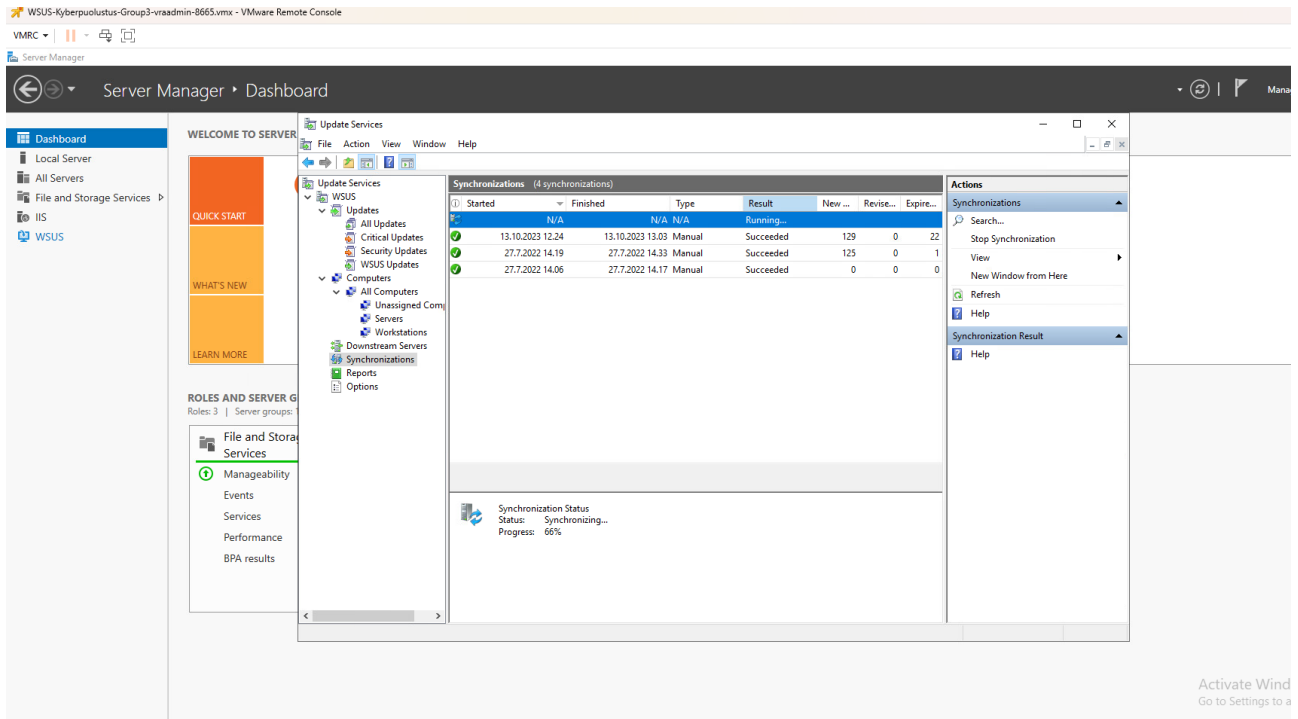 WSUS-Kyberpuolustus-Group3-vraadmin-8665.vmx - VMware Remote Console
VMRC
Server Manager
Server Manager • Dashboard
Mana
Dashboard
Local Server
All Servers
File and Storage Services
IIS
WSUS
WELCOME TO SERVER
QUICK START
WHAT'S NEW
LEARN MORE
ROLES AND SERVER G
Roles: 3 | Server groups: 1
File and Stora
Services
Manageability
Events
Services
Performance
BPA results
Update Services
File Action View Window Help
Update Services
WSUS
Updates
All Updates
Critical Updates
Security Updates
WSUS Updates
Computers
All Computers
Unassigned Comp
Servers
Workstations
Downstream Servers
Synchronizations
Reports
Options
Synchronizations (4 synchronizations)
Started Finished Type Result New ... Revise... Expire...
N/A N/A N/A Running...
13.10.2023 12.24 13.10.2023 13.03 Manual Succeeded 129 0 22
27.7.2022 14.19 27.7.2022 14.33 Manual Succeeded 125 0 1
27.7.2022 14.06 27.7.2022 14.17 Manual Succeeded 0 0 0
Synchronization Status
Status: Synchronizing...
Progress: 66%
Actions
Synchronizations
Search...
Stop Synchronization
View
New Window from Here
Refresh
Help
Synchronization Result
Help
Activate Wind
Go to Settings to a